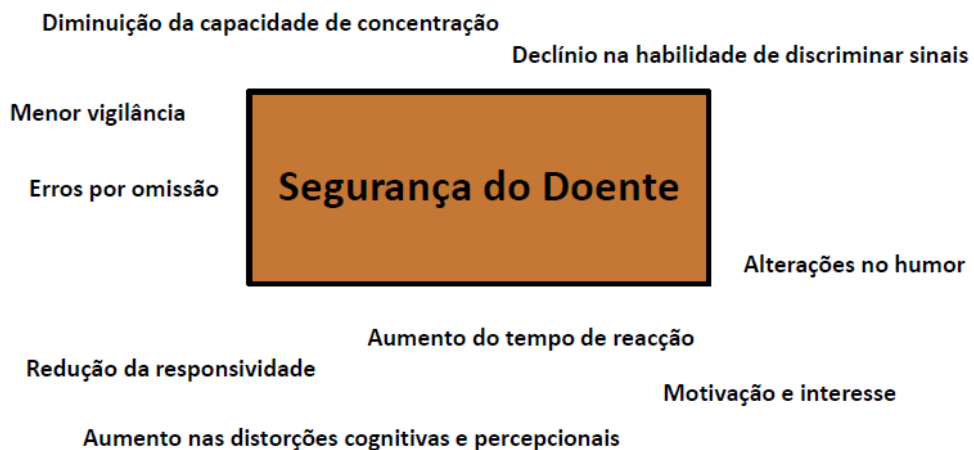 Diminuição da capacidade de concentração
Declínio na habilidade de discriminar sinais
Menor vigilância
Erros por omissão
Segurança do Doente
Alterações no humor
Aumento do tempo de reacção
Redução da responsividade
Motivação e interesse
Aumento nas distorções cognitivas e percepcionais